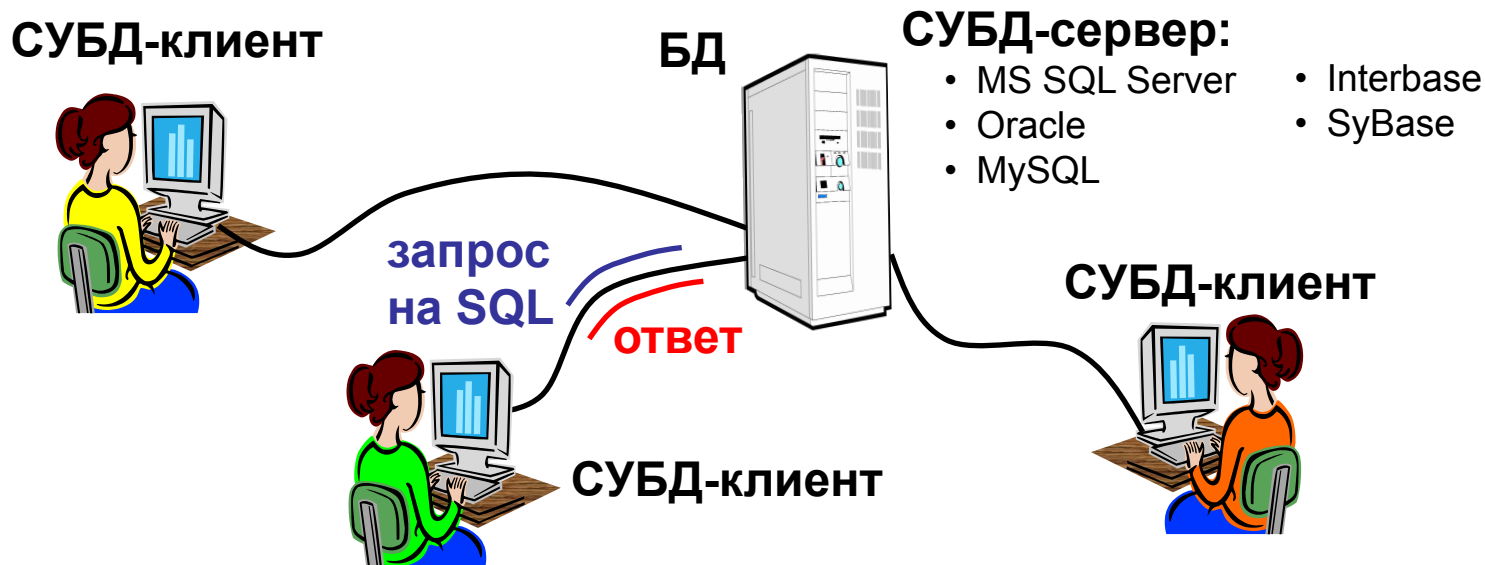 СУБД-клиент
БД
СУБД-сервер:
• MS SQL Server
• Oracle
• MySQL
• Interbase
• SyBase
запрос
на SQL
ответ
СУБД-клиент
СУБД-клиент